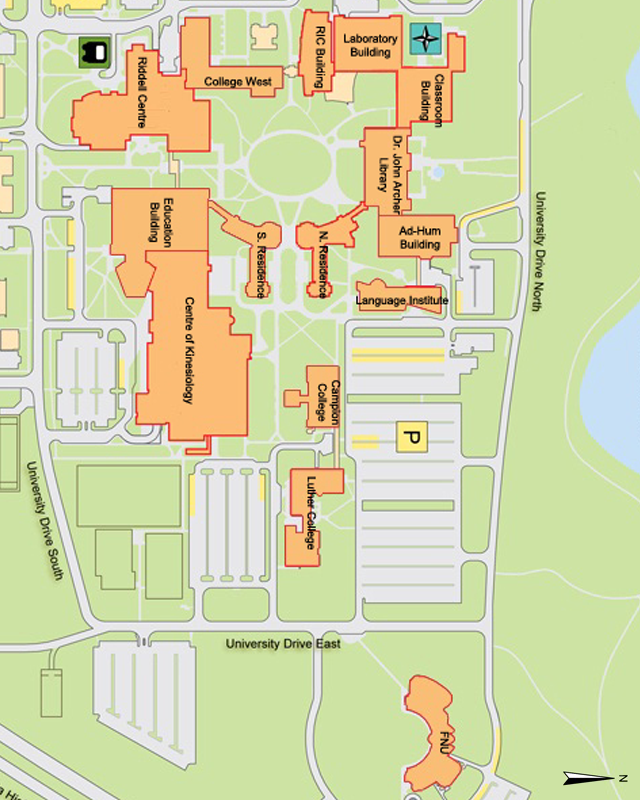 RIC Building
Laboratory
Building
College West
Riddell Centre
Classroom
Building
Dr. John Archer
Library
Education
Building
S. Residence
N. Residence
Ad-Hum
Building
University Drive North
Language Institute
Centre of Kinesiology
Campion
College
P
University Drive South
Luther College
University Drive East
FNU
N